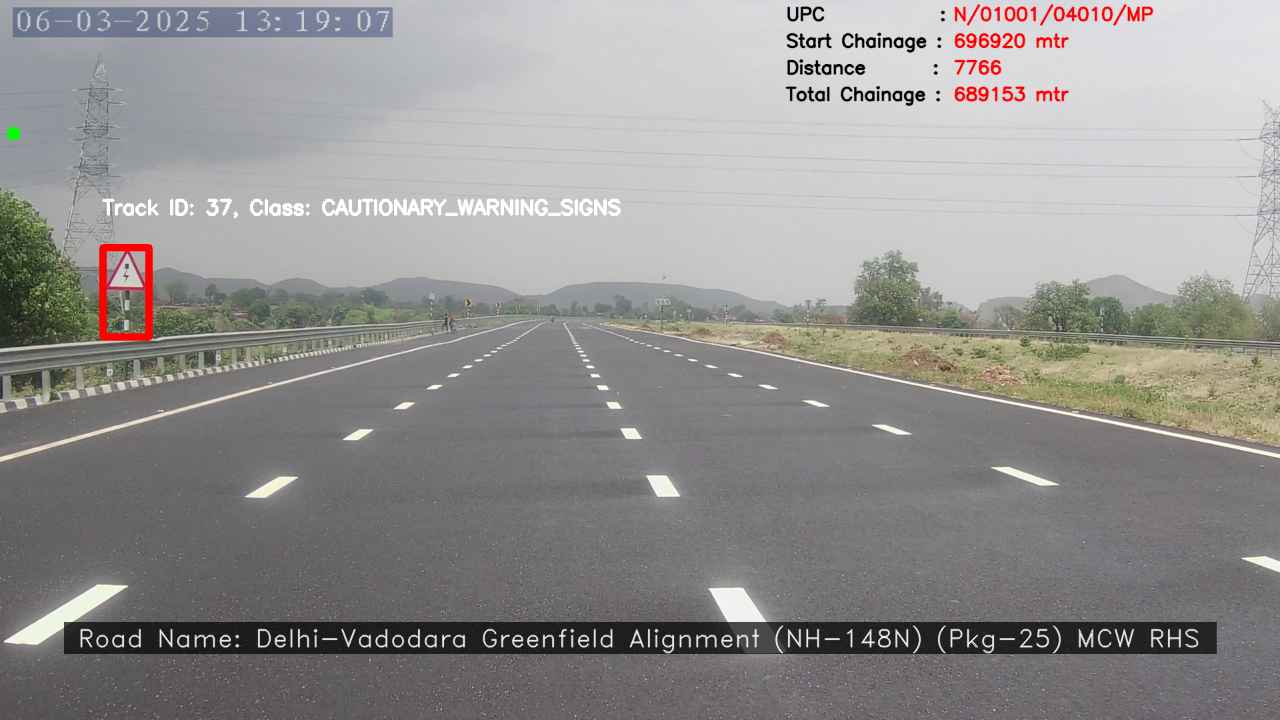 06-03-2025 13:19:07
UPC : N/01001/04010/MP
Start Chainage : 696920 mtr
Distance : 7766
Total Chainage : 689153 mtr
Track ID: 37, Class: CAUTIONARY_WARNING_SIGNS
Road Name: Delhi-Vadodara Greenfield Alignment (NH-148N) (Pkg-25) MCW RHS